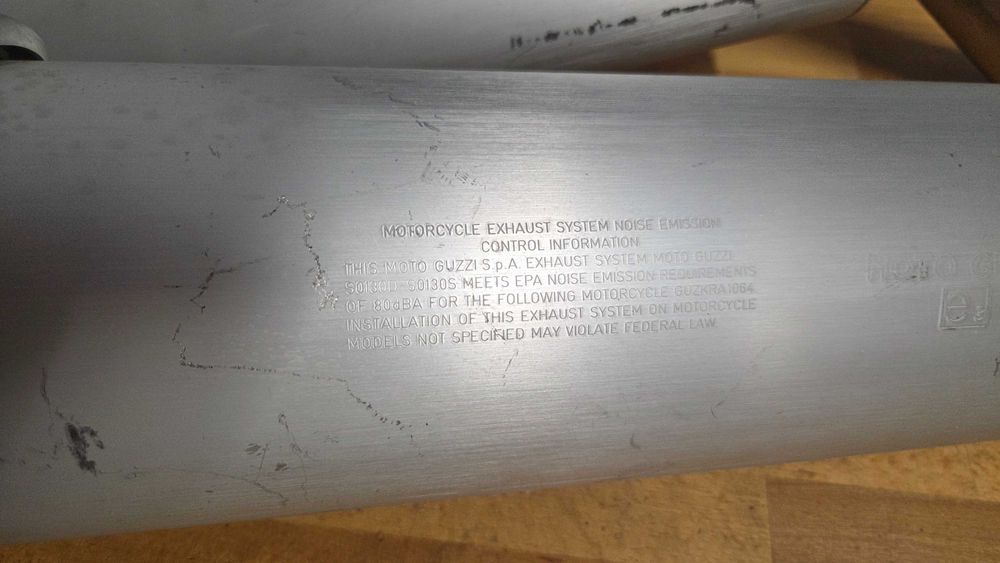 MOTORCYCLE EXHAUST SYSTEM NOISE EMISSION
CONTROL INFORMATION
THIS MOTO GUZZI S.p.A. EXHAUST SYSTEM MOTO GUZZI
S0130D-S0130S MEETS EPA NOISE EMISSION REQUIREMENTS
OF 80dBA FOR THE FOLLOWING MOTORCYCLE GUZKRA1064
INSTALLATION OF THIS EXHAUST SYSTEM ON MOTORCYCLE
MODELS NOT SPECIFIED MAY VIOLATE FEDERAL LAW.
e